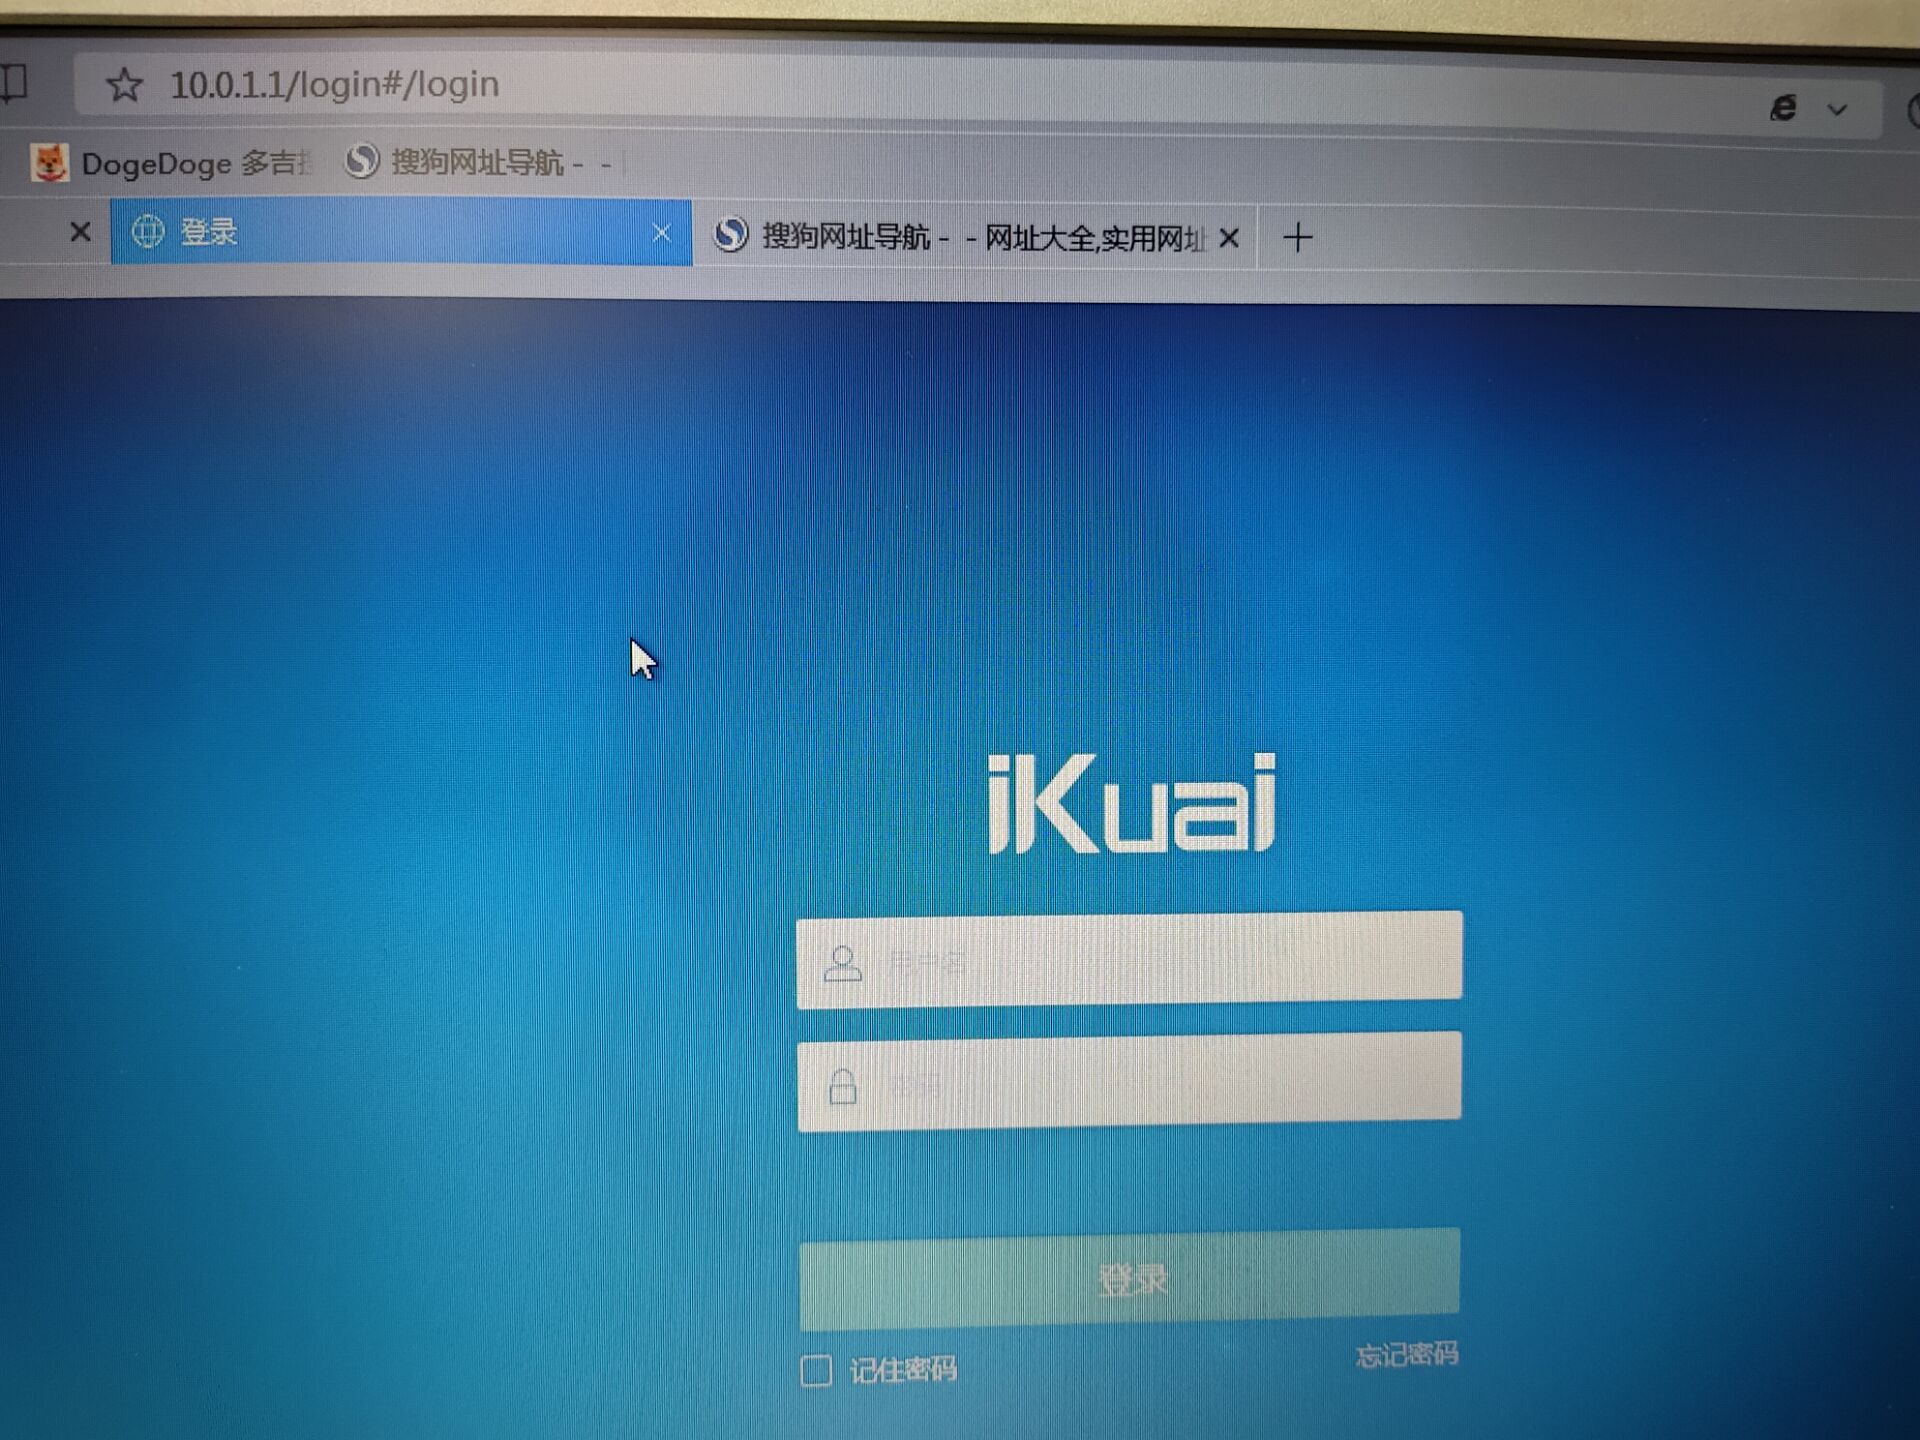 10.0.1.1/login#/login
DogeDoge 多吉
搜狗网址导航 - -
登录
搜狗网址导航 - - 网址大全,实用网址
iKuai
用户名
密码
登录
记住密码
忘记密码